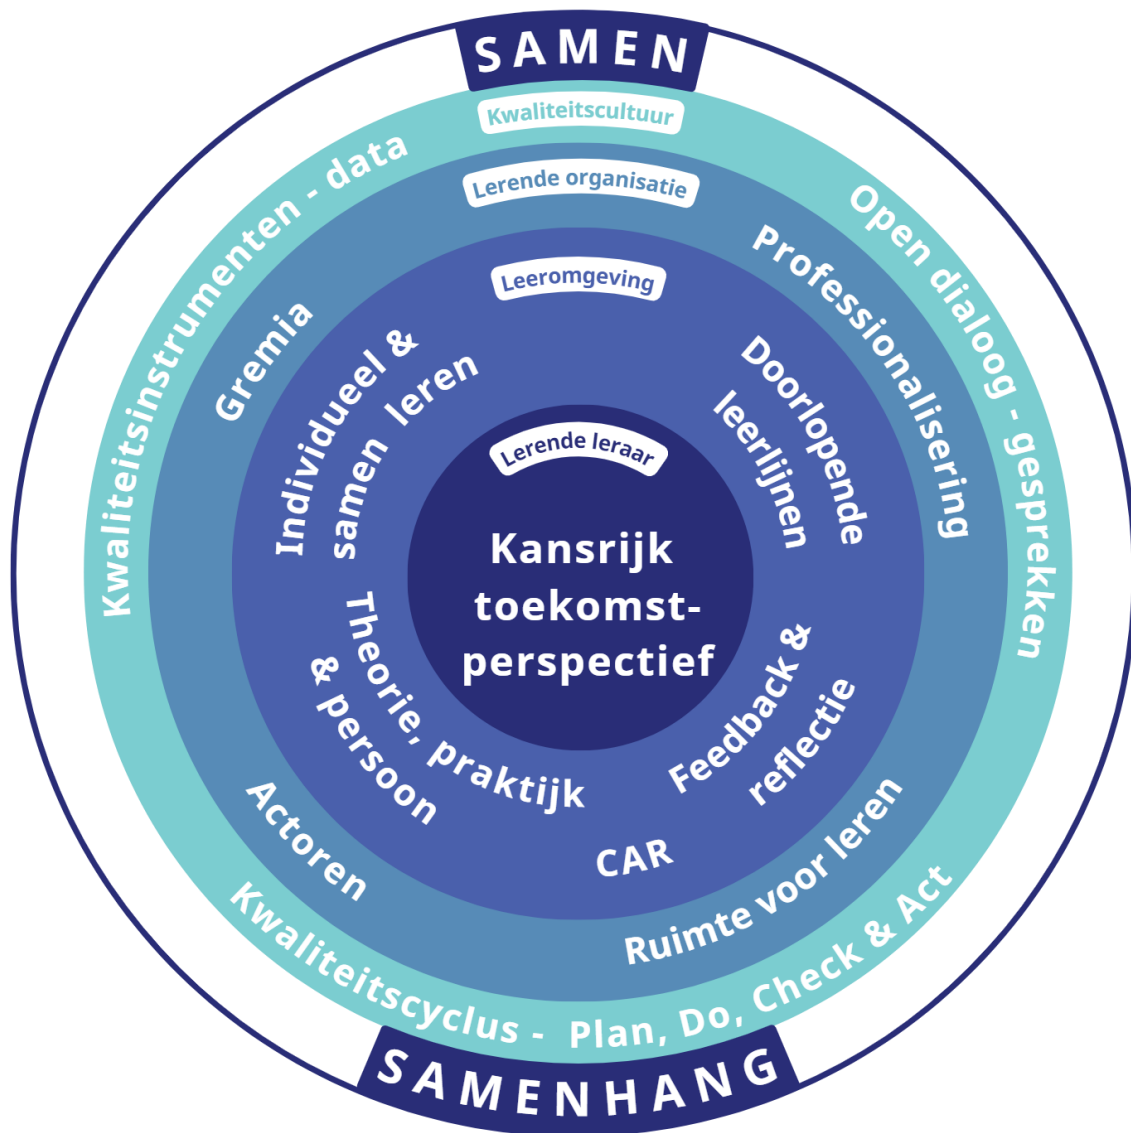 SAMEN
Kwaliteitscultuur
Kwaliteitsinstrumenten - data
Open dialoog - gesprekken
Kwaliteitscyclus - Plan, Do, Check & Act
Lerende organisatie
Gremia
Professionalisering
Actoren
Ruimte voor leren
Leeromgeving
Individueel &
samen leren
Doorlopende
leerlijnen
Theorie, praktijk
& persoon
Feedback &
reflectie
CAR
Lerende leraar
Kansrijk
toekomst-
perspectief
SAMENHANG